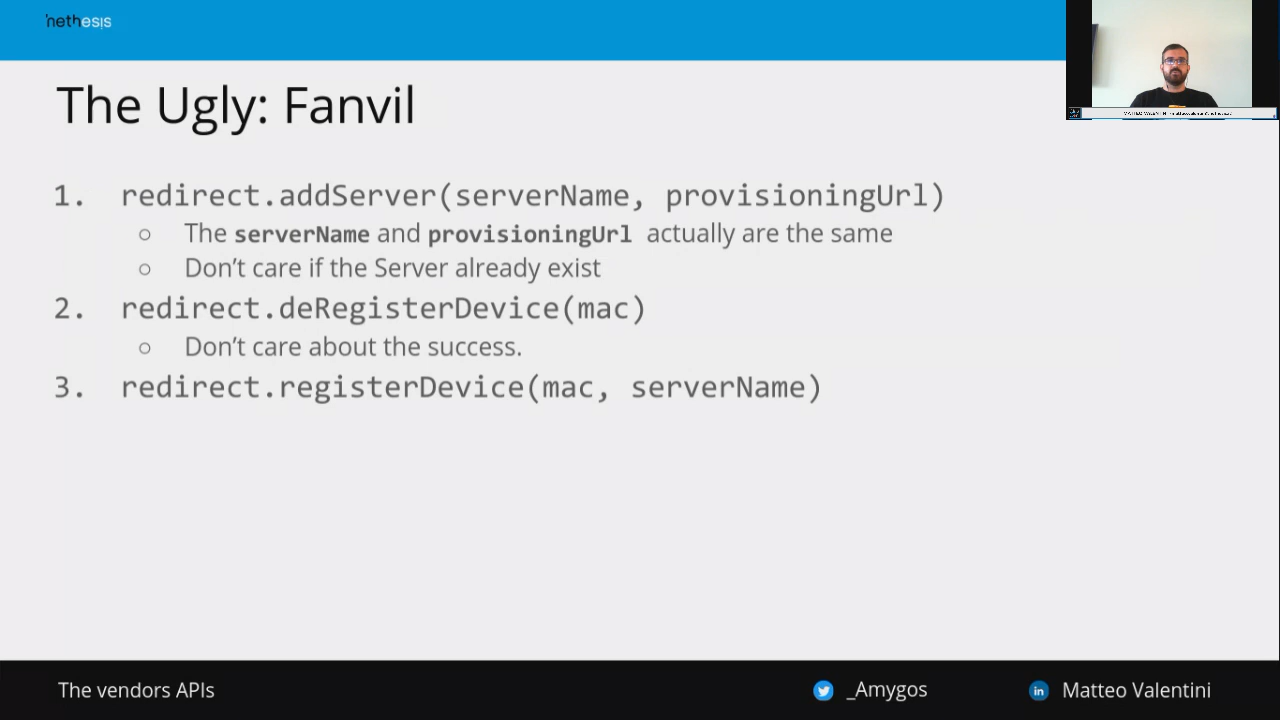 nethesis
The Ugly: Fanvil
1. redirect.addServer(serverName, provisioningUrl)
○ The serverName and provisioningUrl actually are the same
○ Don't care if the Server already exist
2. redirect.deRegisterDevice(mac)
○ Don't care about the success.
3. redirect.registerDevice(mac, serverName)
The vendors APIs
_Amygos
in Matteo Valentini